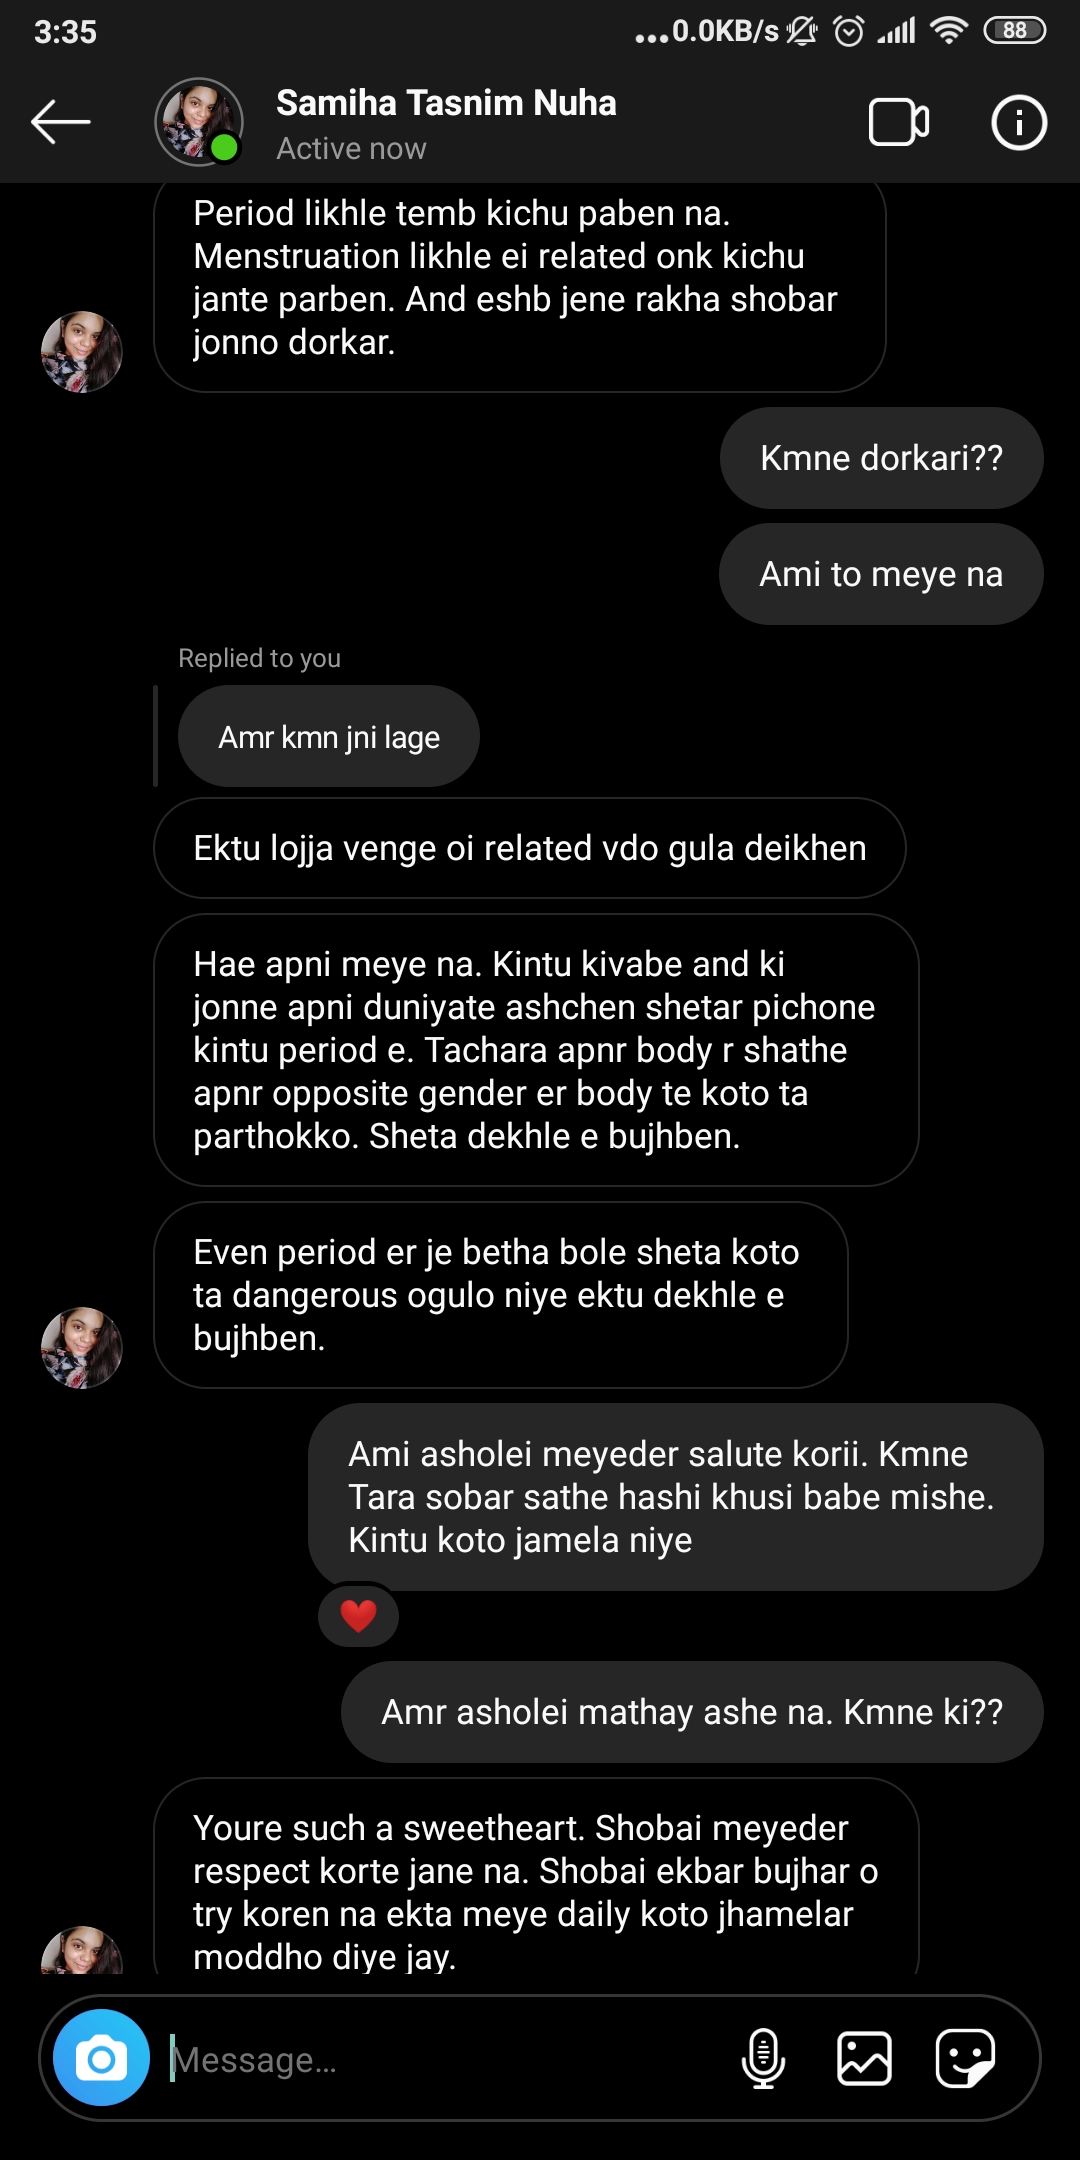 3:35
...0.0KB/s
88
Samiha Tasnim Nuha
Active now
Period likhle temb kichu paben na.
Menstruation likhle ei related onk kichu
jante parben. And eshb jene rakha shobar
jonno dorkar.
Kmne dorkari??
Ami to meye na
Replied to you
Amr kmn jni lage
Ektu lojja venge oi related vdo gula deikhen
Hae apni meye na. Kintu kivabe and ki
jonne apni duniyate ashchen shetar pichone
kintu period e. Tachara apnr body r shathe
apnr opposite gender er body te koto ta
parthokko. Sheta dekhle e bujhben.
Even period er je betha bole sheta koto
ta dangerous ogulo niye ektu dekhle e
bujhben.
Ami asholei meyeder salute korii. Kmne
Tara sobar sathe hashi khusi babe mishe.
Kintu koto jamela niye
Amr asholei mathay ashe na. Kmne ki??
Youre such a sweetheart. Shobai meyeder
respect korte jane na. Shobai ekbar bujhar o
try koren na ekta meye daily koto jhamelar
moddho diye jay.
Message...